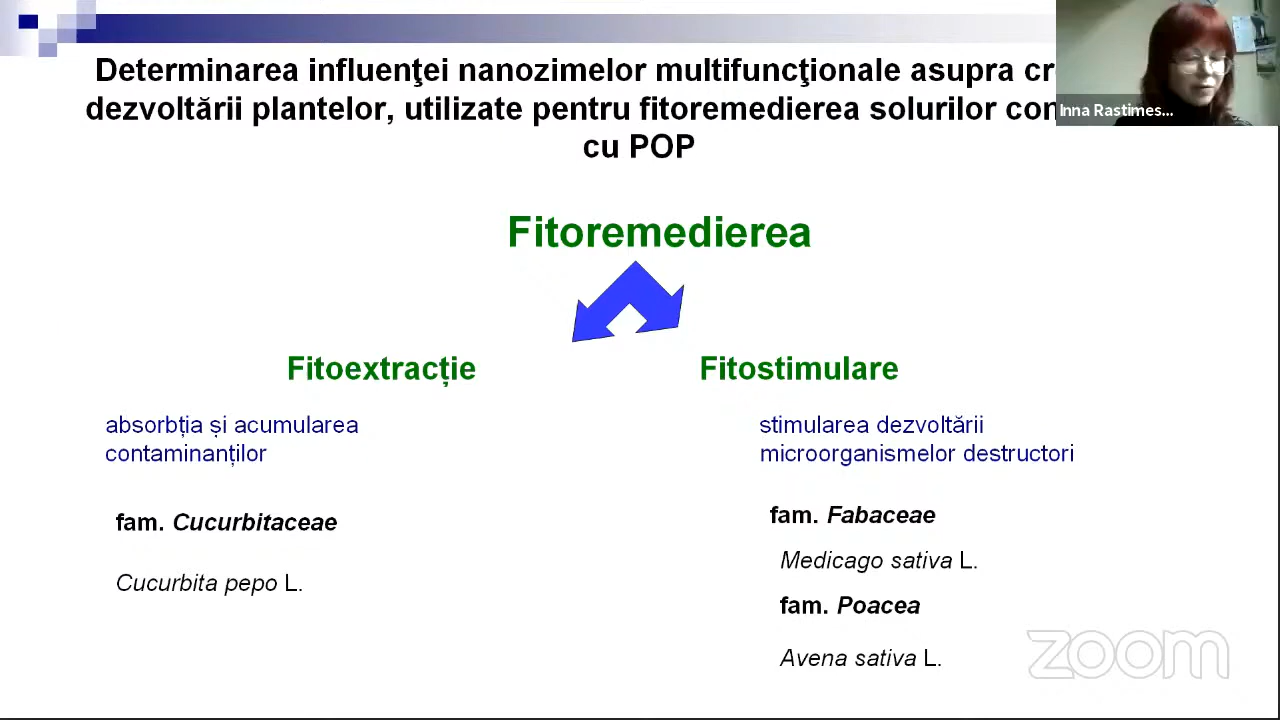 Determinarea influenţei nanozimelor multifuncţionale asupra
dezvoltării plantelor, utilizate pentru fitoremedierea solurilor
cu POP
Inna Rastimes...
Fitoremedierea
Fitoextracție
Fitostimulare
absorbția și acumularea
contaminanților
stimularea dezvoltării
microorganismelor destructori
fam. Cucurbitaceae
Cucurbita pepo L.
fam. Fabaceae
Medicago sativa L.
fam. Poacea
Avena sativa L.
zoom